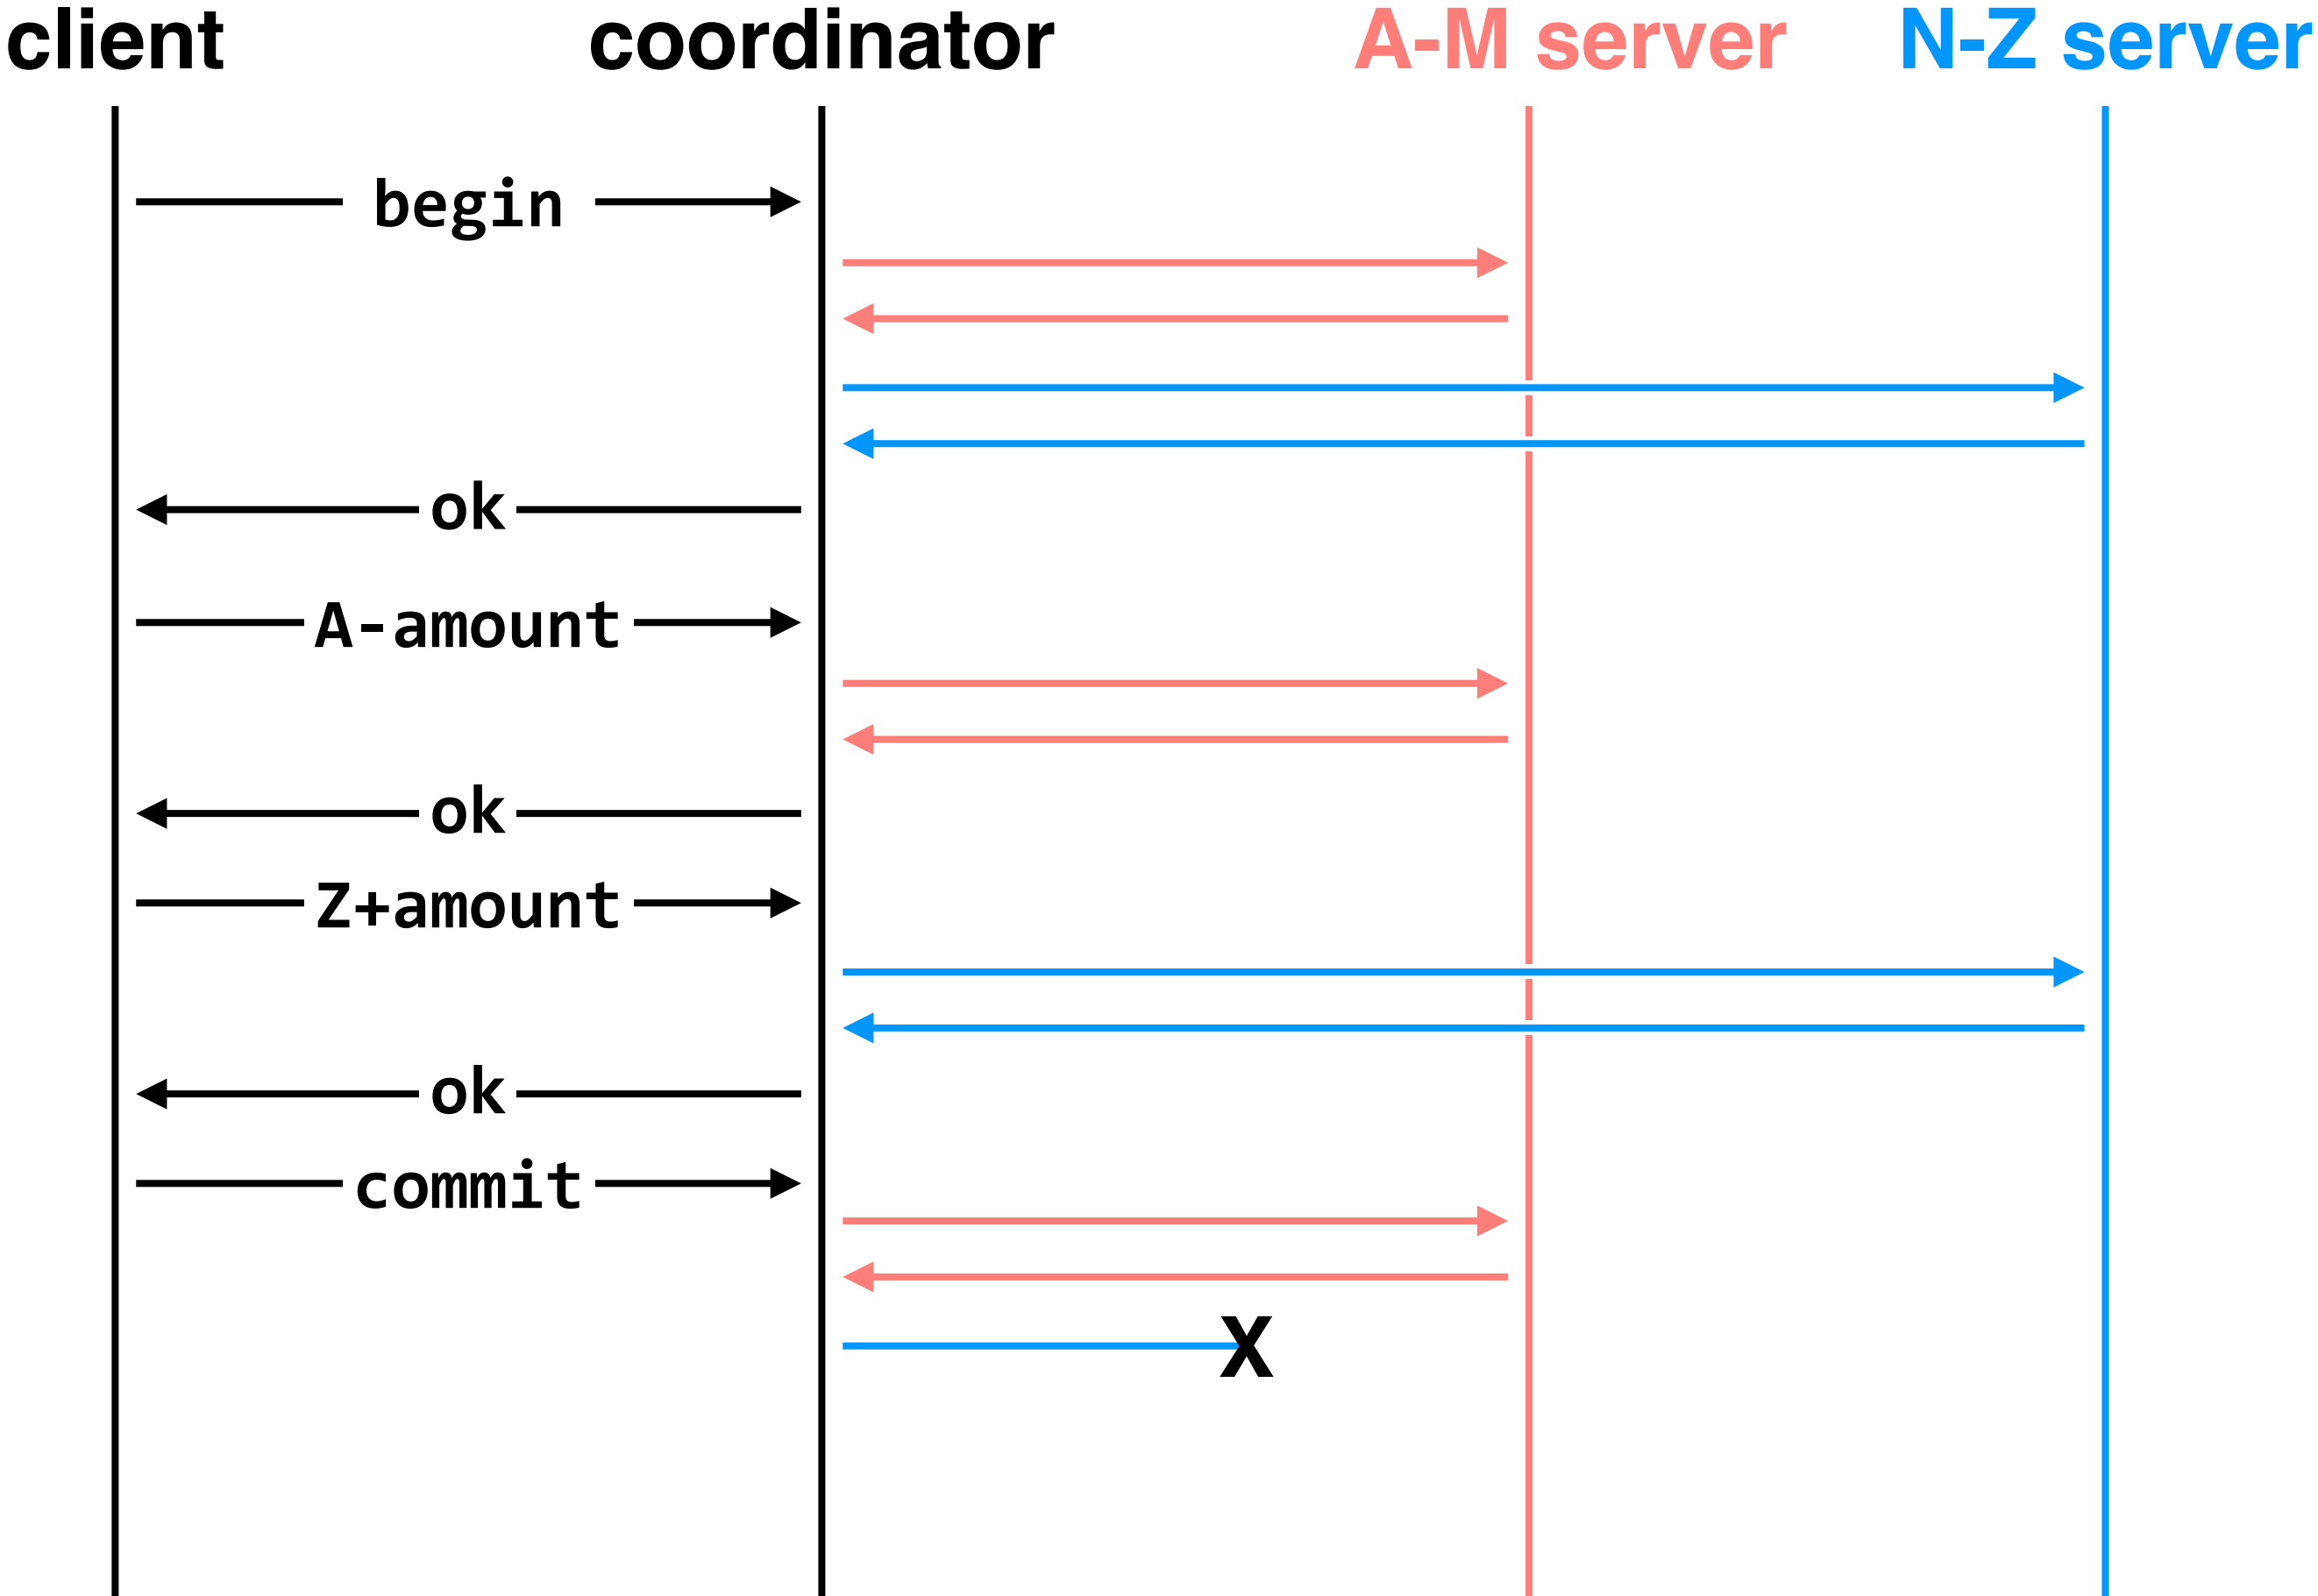 client coordinator A-M server N-Z server
begin
ok
A-amount
ok
Z+amount
ok
commit
X